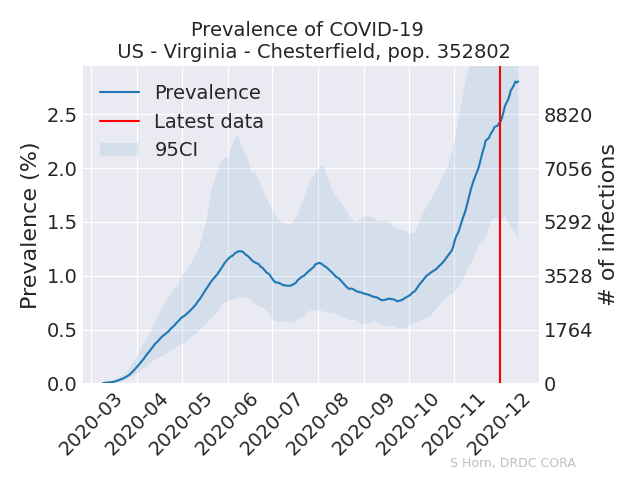 Prevalence of COVID-19
US - Virginia - Chesterfield, pop. 352802
Prevalence
Latest data
95CI
Prevalence (%)
2.5
2.0
1.5
1.0
0.5
0.0
8820
7056
5292
3528
1764
0
# of infections
2020-03
2020-04
2020-05
2020-06
2020-07
2020-08
2020-09
2020-10
2020-11
2020-12
S Horn, DRDC CORA